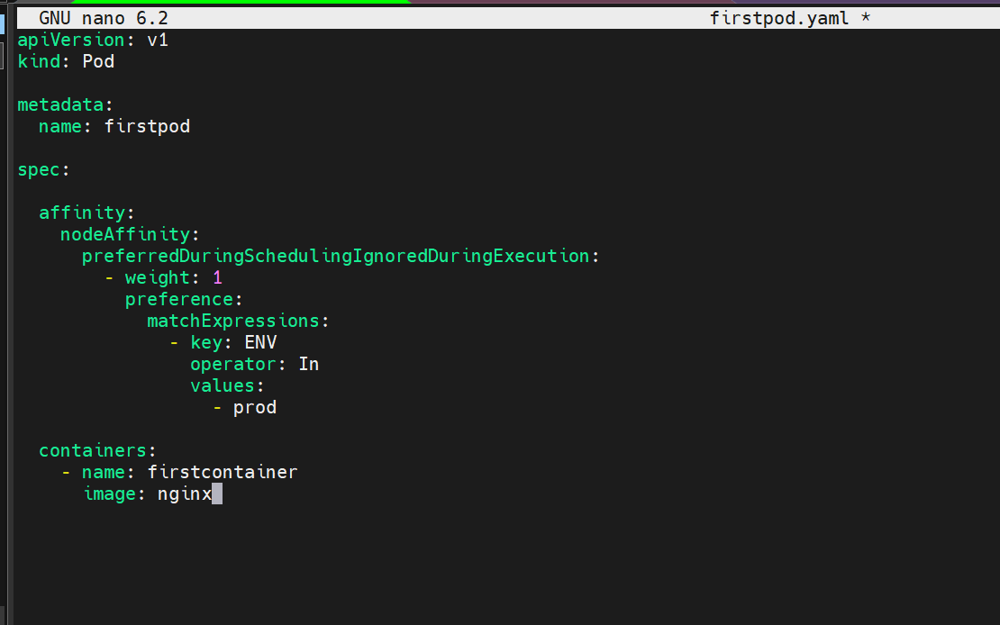 GNU nano 6.2 firstpod.yaml *
apiVersion: v1
kind: Pod
metadata:
  name: firstpod
spec:
  affinity:
    nodeAffinity:
      preferredDuringSchedulingIgnoredDuringExecution:
        - weight: 1
          preference:
            matchExpressions:
              - key: ENV
                operator: In
                values:
                  - prod
  containers:
    - name: firstcontainer
      image: nginx